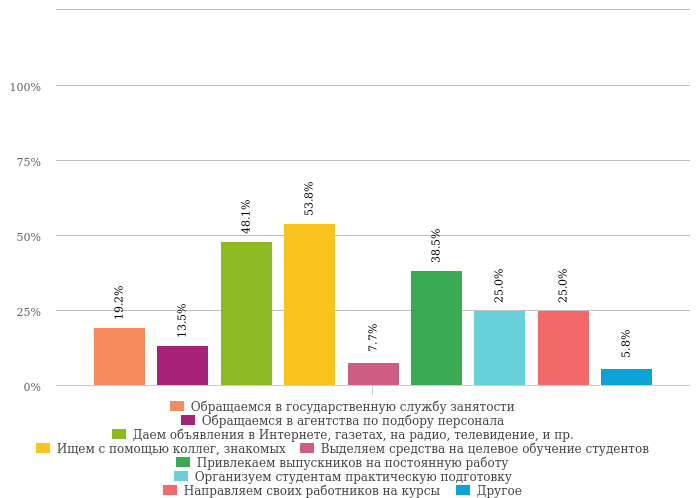 100%
75%
50%
25%
0%
19.2%
13.5%
48.1%
53.8%
7.7%
38.5%
25.0%
25.0%
5.8%
Обращаемся в государственную службу занятости
Обращаемся в агентства по подбору персонала
Даем объявления в Интернете, газетах, на радио, телевидение, и пр.
Ищем с помощью коллег, знакомых Выделяем средства на целевое обучение студентов
Привлекаем выпускников на постоянную работу
Организуем студентам практическую подготовку
Направляем своих работников на курсы Другое